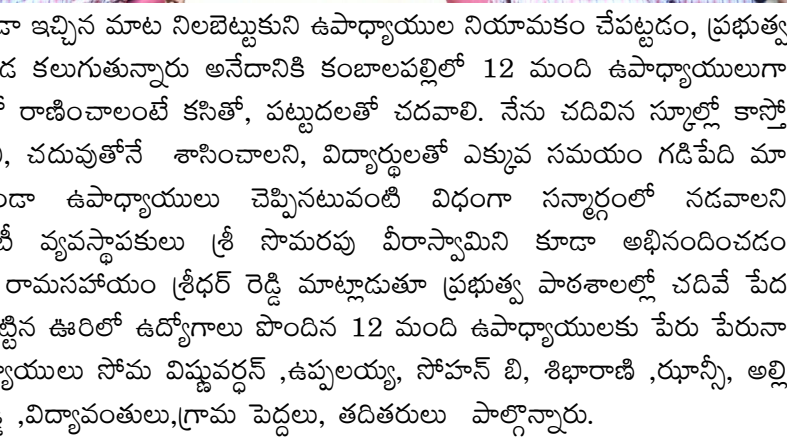 ఇచ్చిన మాట నిలబెట్టుకుని ఉపాధ్యాయుల నియామకం చేపట్టడం, ప్రభుత్వ
కలుగుతున్నారు అనేదానికి కంబాలపల్లిలో 12 మంది ఉపాధ్యాయులుగా
రాణించాలంటే కసితో, పట్టుదలతో చదవాలి. నేను చదివిన స్కూల్లో కాస్తో
, చదువుతోనే శాసించాలని, విద్యార్థులతో ఎక్కువ సమయం గడిపేది మా
ఉపాధ్యాయులు చెప్పినటువంటి విధంగా సన్మార్గంలో నడవాలని
వ్యవస్థాపకులు శ్రీ సొమరపు వీరాస్వామిని కూడా అభినందించడం
రామసహాయం శ్రీధర్ రెడ్డి మాట్లాడుతూ ప్రభుత్వ పాఠశాలల్లో చదివే పేద
ఊరిలో ఉద్యోగాలు పొందిన 12 మంది ఉపాధ్యాయులకు పేరు పేరునా
సోమ విష్ణువర్ధన్ ,ఉప్పలయ్య, సోహన్ బి, శిభారాణి ,ఝాన్సీ, అల్లి
,విద్యావంతులు,గ్రామ పెద్దలు, తదితరులు పాల్గొన్నారు.